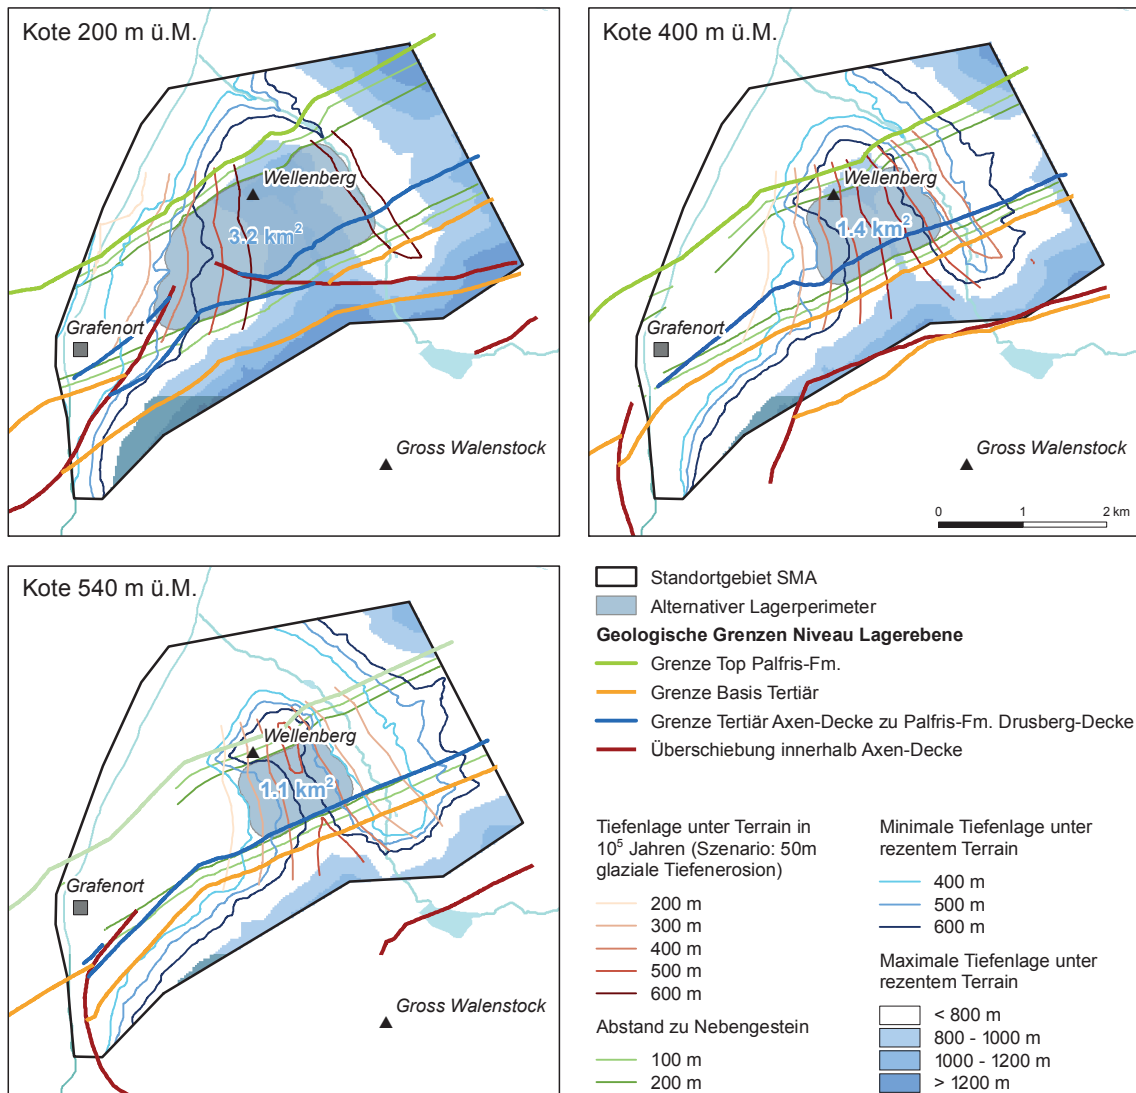 Kote 200 m ü.M.
Wellenberg
3.2 km²
Grafenort
Gross Walenstock
Kote 400 m ü.M.
Wellenberg
1.4 km²
Grafenort
Gross Walenstock
0 1 2 km
Kote 540 m ü.M.
Wellenberg
1.1 km²
Grafenort
Gross Walenstock
Standortgebiet SMA
Alternativer Lagerperimeter
Geologische Grenzen Niveau Lagerebene
Grenze Top Palfris-Fm.
Grenze Basis Tertiär
Grenze Tertiär Axen-Decke zu Palfris-Fm. Drusberg-Decke
Überschiebung innerhalb Axen-Decke
Tiefenlage unter Terrain in
10⁵ Jahren (Szenario: 50m
glaziale Tiefenerosion)
200 m
300 m
400 m
500 m
600 m
Abstand zu Nebengestein
100 m
200 m
Minimale Tiefenlage unter
rezentem Terrain
400 m
500 m
600 m
Maximale Tiefenlage unter
rezentem Terrain
< 800 m
800 - 1000 m
1000 - 1200 m
> 1200 m